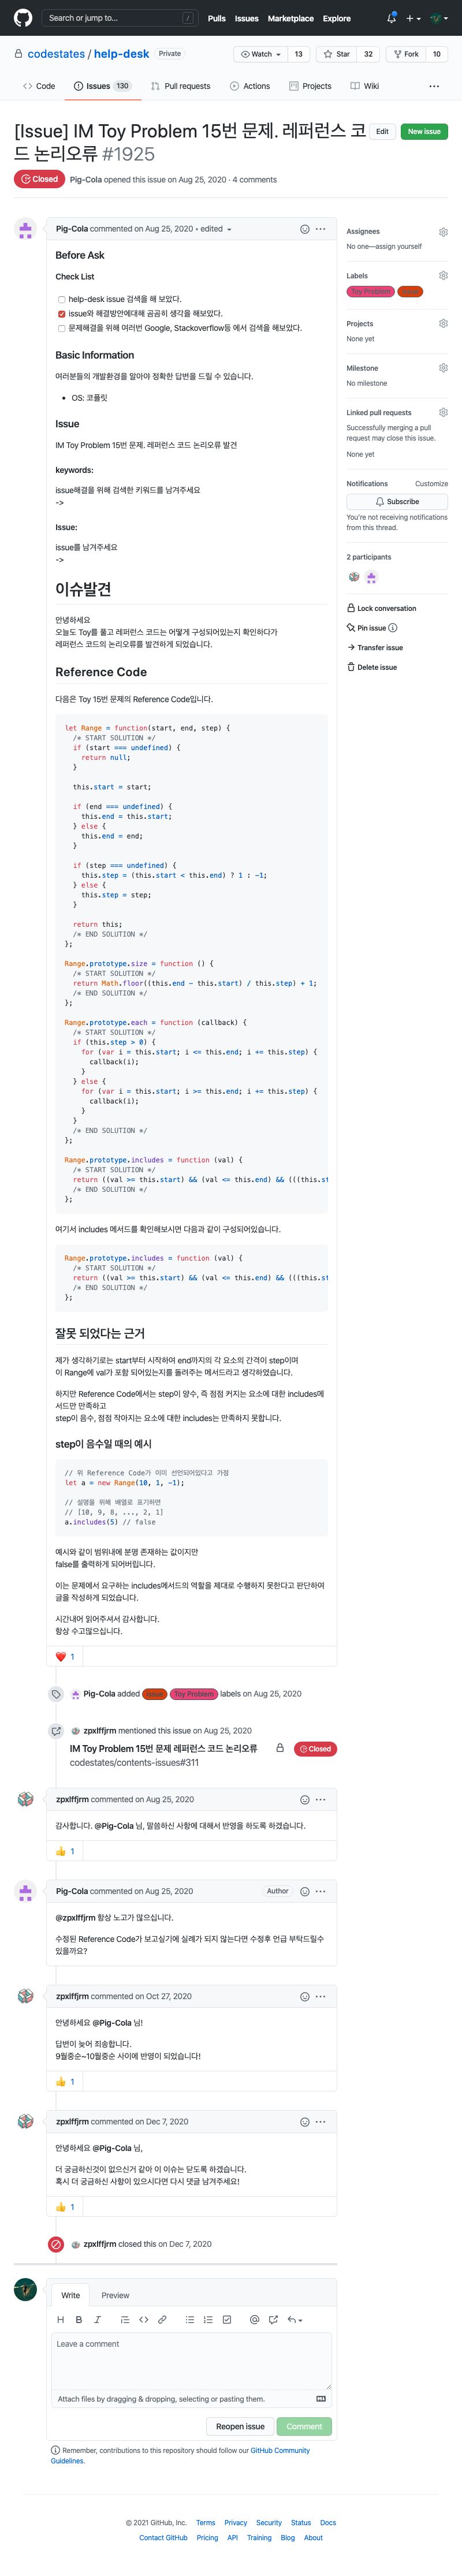 Search or jump to...
/
Pulls
Issues
Marketplace
Explore
codestates / help-desk
Private
Watch
13
Star
32
Fork
10
Code
Issues 130
Pull requests
Actions
Projects
Wiki
[Issue] IM Toy Problem 15번 문제. 레퍼런스 코
드 논리오류 #1925
Edit
New issue
Closed
Pig-Cola opened this issue on Aug 25, 2020 · 4 comments
Pig-Cola commented on Aug 25, 2020 • edited
Before Ask
Check List
help-desk issue 검색을 해 보았다.
issue와 해결방안에대해 곰곰히 생각을 해보았다.
문제해결을 위해 여러번 Google, Stackoverflow등 에서 검색을 해보았다.
Basic Information
여러분들의 개발환경을 알아야 정확한 답변을 드릴 수 있습니다.
OS: 코플릿
Issue
IM Toy Problem 15번 문제. 레퍼런스 코드 논리오류 발견
keywords:
issue해결을 위해 검색한 키워드를 남겨주세요
->
Issue:
issue를 남겨주세요
->
이슈발견
안녕하세요
오늘도 Toy를 풀고 레퍼런스 코드는 어떻게 구성되어있는지 확인하다가
레퍼런스 코드의 논리오류를 발견하게 되었습니다.
Reference Code
다음은 Toy 15번 문제의 Reference Code입니다.
let Range = function(start, end, step) {
/* START SOLUTION */
if (start === undefined) {
return null;
}
this.start = start;
if (end === undefined) {
this.end = this.start;
} else {
this.end = end;
}
if (step === undefined) {
this.step = (this.start < this.end) ? 1 : -1;
} else {
this.step = step;
}
return this;
/* END SOLUTION */
};
Range.prototype.size = function () {
/* START SOLUTION */
return Math.floor((this.end - this.start) / this.step) + 1;
/* END SOLUTION */
};
Range.prototype.each = function (callback) {
/* START SOLUTION */
if (this.step > 0) {
for (var i = this.start; i <= this.end; i += this.step) {
callback(i);
}
} else {
for (var i = this.start; i >= this.end; i += this.step) {
callback(i);
}
}
/* END SOLUTION */
};
Range.prototype.includes = function (val) {
/* START SOLUTION */
return ((val >= this.start) && (val <= this.end) && (((this.st
/* END SOLUTION */
};
여기서 includes 메서드를 확인해보시면 다음과 같이 구성되어있습니다.
Range.prototype.includes = function (val) {
/* START SOLUTION */
return ((val >= this.start) && (val <= this.end) && (((this.st
/* END SOLUTION */
};
잘못 되었다는 근거
제가 생각하기로는 start부터 시작하여 end까지의 각 요소의 간격이 step이며
이 Range에 val가 포함 되어있는지를 돌려주는 메서드라고 생각하였습니다.
하지만 Reference Code에서는 step이 양수, 즉 점점 커지는 요소에 대한 includes메
서드만 만족하고
step이 음수, 점점 작아지는 요소에 대한 includes는 만족하지 못합니다.
step이 음수일 때의 예시
// 위 Reference Code가 이미 선언되어있다고 가정
let a = new Range(10, 1, -1);
// 설명을 위해 배열로 표기하면
// [10, 9, 8, ..., 2, 1]
a.includes(5) // false
예시와 같이 범위내에 분명 존재하는 값이지만
false를 출력하게 되어버립니다.
이는 문제에서 요구하는 includes메서드의 역할을 제대로 수행하지 못한다고 판단하여
글을 작성하게 되었습니다.
시간내어 읽어주셔서 감사합니다.
항상 수고많으십니다.
1
Pig-Cola added Issue Toy Problem labels on Aug 25, 2020
zpxlffjrm mentioned this issue on Aug 25, 2020
IM Toy Problem 15번 문제 레퍼런스 코드 논리오류
Closed
codestates/contents-issues#311
zpxlffjrm commented on Aug 25, 2020
감사합니다. @Pig-Cola 님, 말씀하신 사항에 대해서 반영을 하도록 하겠습니다.
1
Pig-Cola commented on Aug 25, 2020
Author
@zpxlffjrm 항상 노고가 많으십니다.
수정된 Reference Code가 보고싶기에 실례가 되지 않는다면 수정후 언급 부탁드릴수
있을까요?
zpxlffjrm commented on Oct 27, 2020
안녕하세요 @Pig-Cola 님!
답변이 늦어 죄송합니다.
9월중순~10월중순 사이에 반영이 되었습니다!
1
zpxlffjrm commented on Dec 7, 2020
안녕하세요 @Pig-Cola 님,
더 궁금하신것이 없으신거 같아 이 이슈는 닫도록 하겠습니다.
혹시 더 궁금하신 사항이 있으시다면 다시 댓글 남겨주세요!
1
zpxlffjrm closed this on Dec 7, 2020
Write
Preview
Leave a comment
Attach files by dragging & dropping, selecting or pasting them.
Reopen issue
Comment
Remember, contributions to this repository should follow our GitHub Community
Guidelines.
Assignees
No one—assign yourself
Labels
Toy Problem
Issue
Projects
None yet
Milestone
No milestone
Linked pull requests
Successfully merging a pull
request may close this issue.
None yet
Notifications
Customize
Subscribe
You're not receiving notifications
from this thread.
2 participants
Lock conversation
Pin issue
Transfer issue
Delete issue
© 2021 GitHub, Inc.
Terms
Privacy
Security
Status
Docs
Contact GitHub
Pricing
API
Training
Blog
About